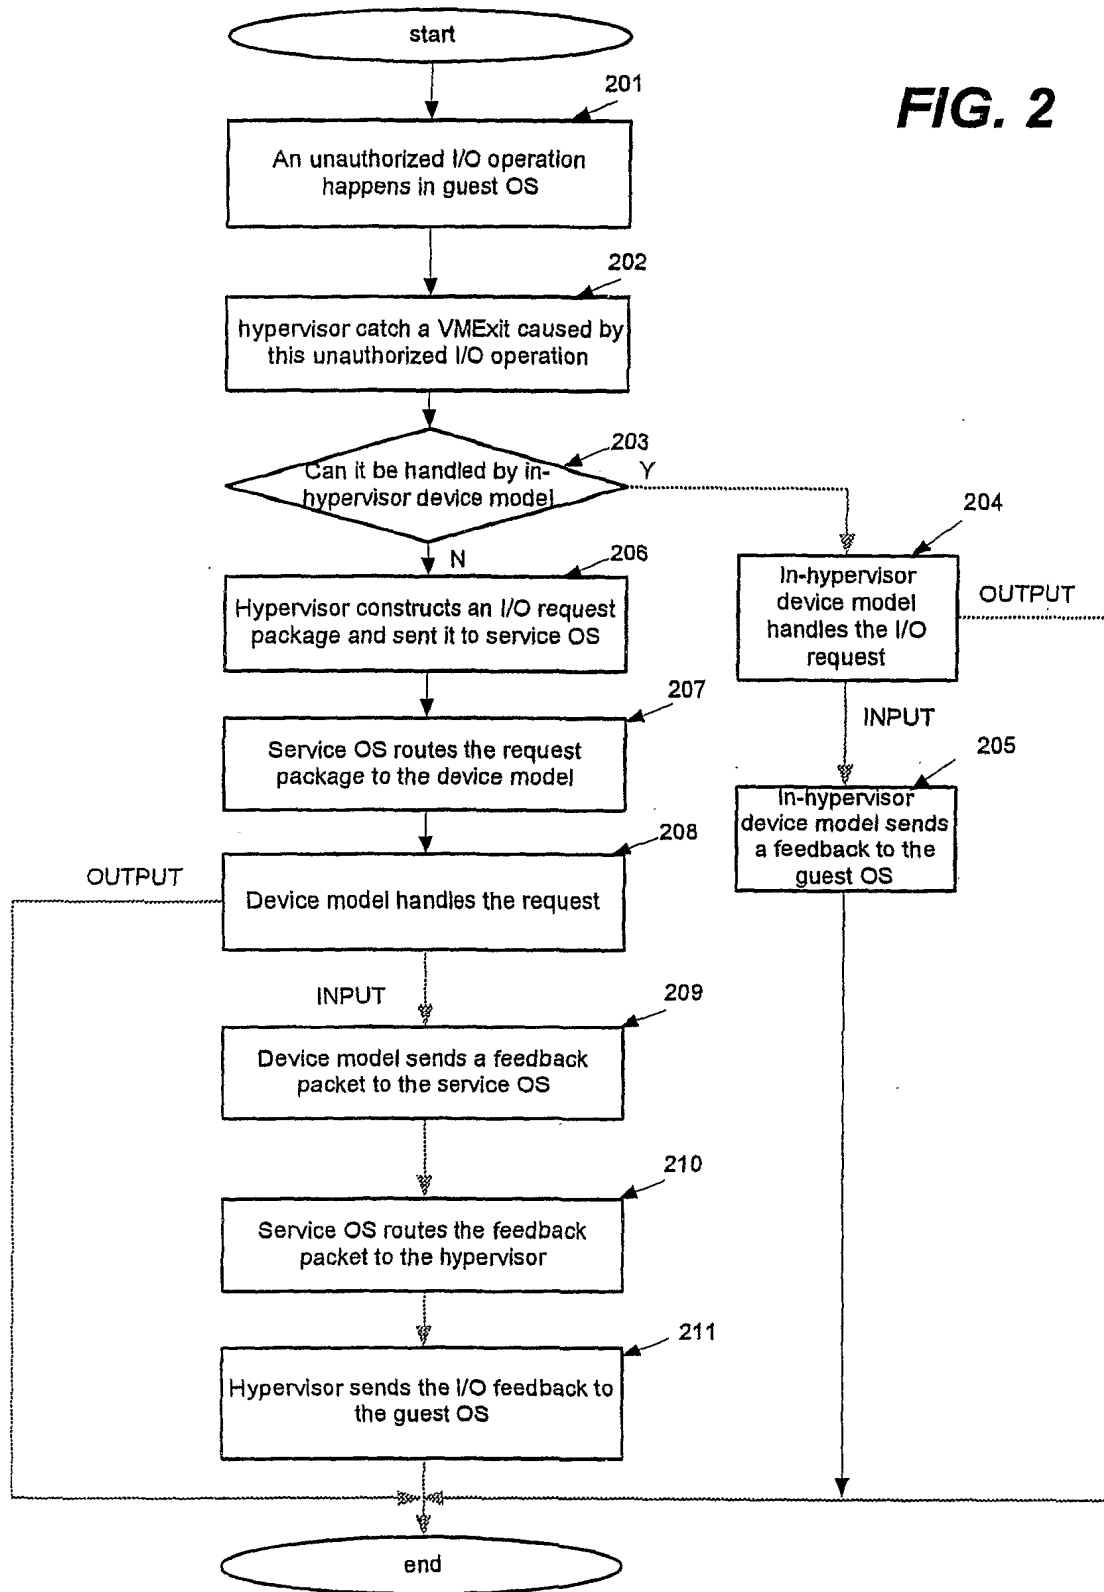 start
FIG. 2
201
An unauthorized I/O operation
happens in guest OS
202
hypervisor catch a VMExit caused by
this unauthorized I/O operation
203
Can it be handled by in-
hypervisor device model
Y
N
204
In-hypervisor
device model
handles the I/O
request
OUTPUT
INPUT
205
In-hypervisor
device model sends
a feedback to the
guest OS
206
Hypervisor constructs an I/O request
package and sent it to service OS
207
Service OS routes the request
package to the device model
208
Device model handles the request
OUTPUT
INPUT
209
Device model sends a feedback
packet to the service OS
210
Service OS routes the feedback
packet to the hypervisor
211
Hypervisor sends the I/O feedback to
the guest OS
end